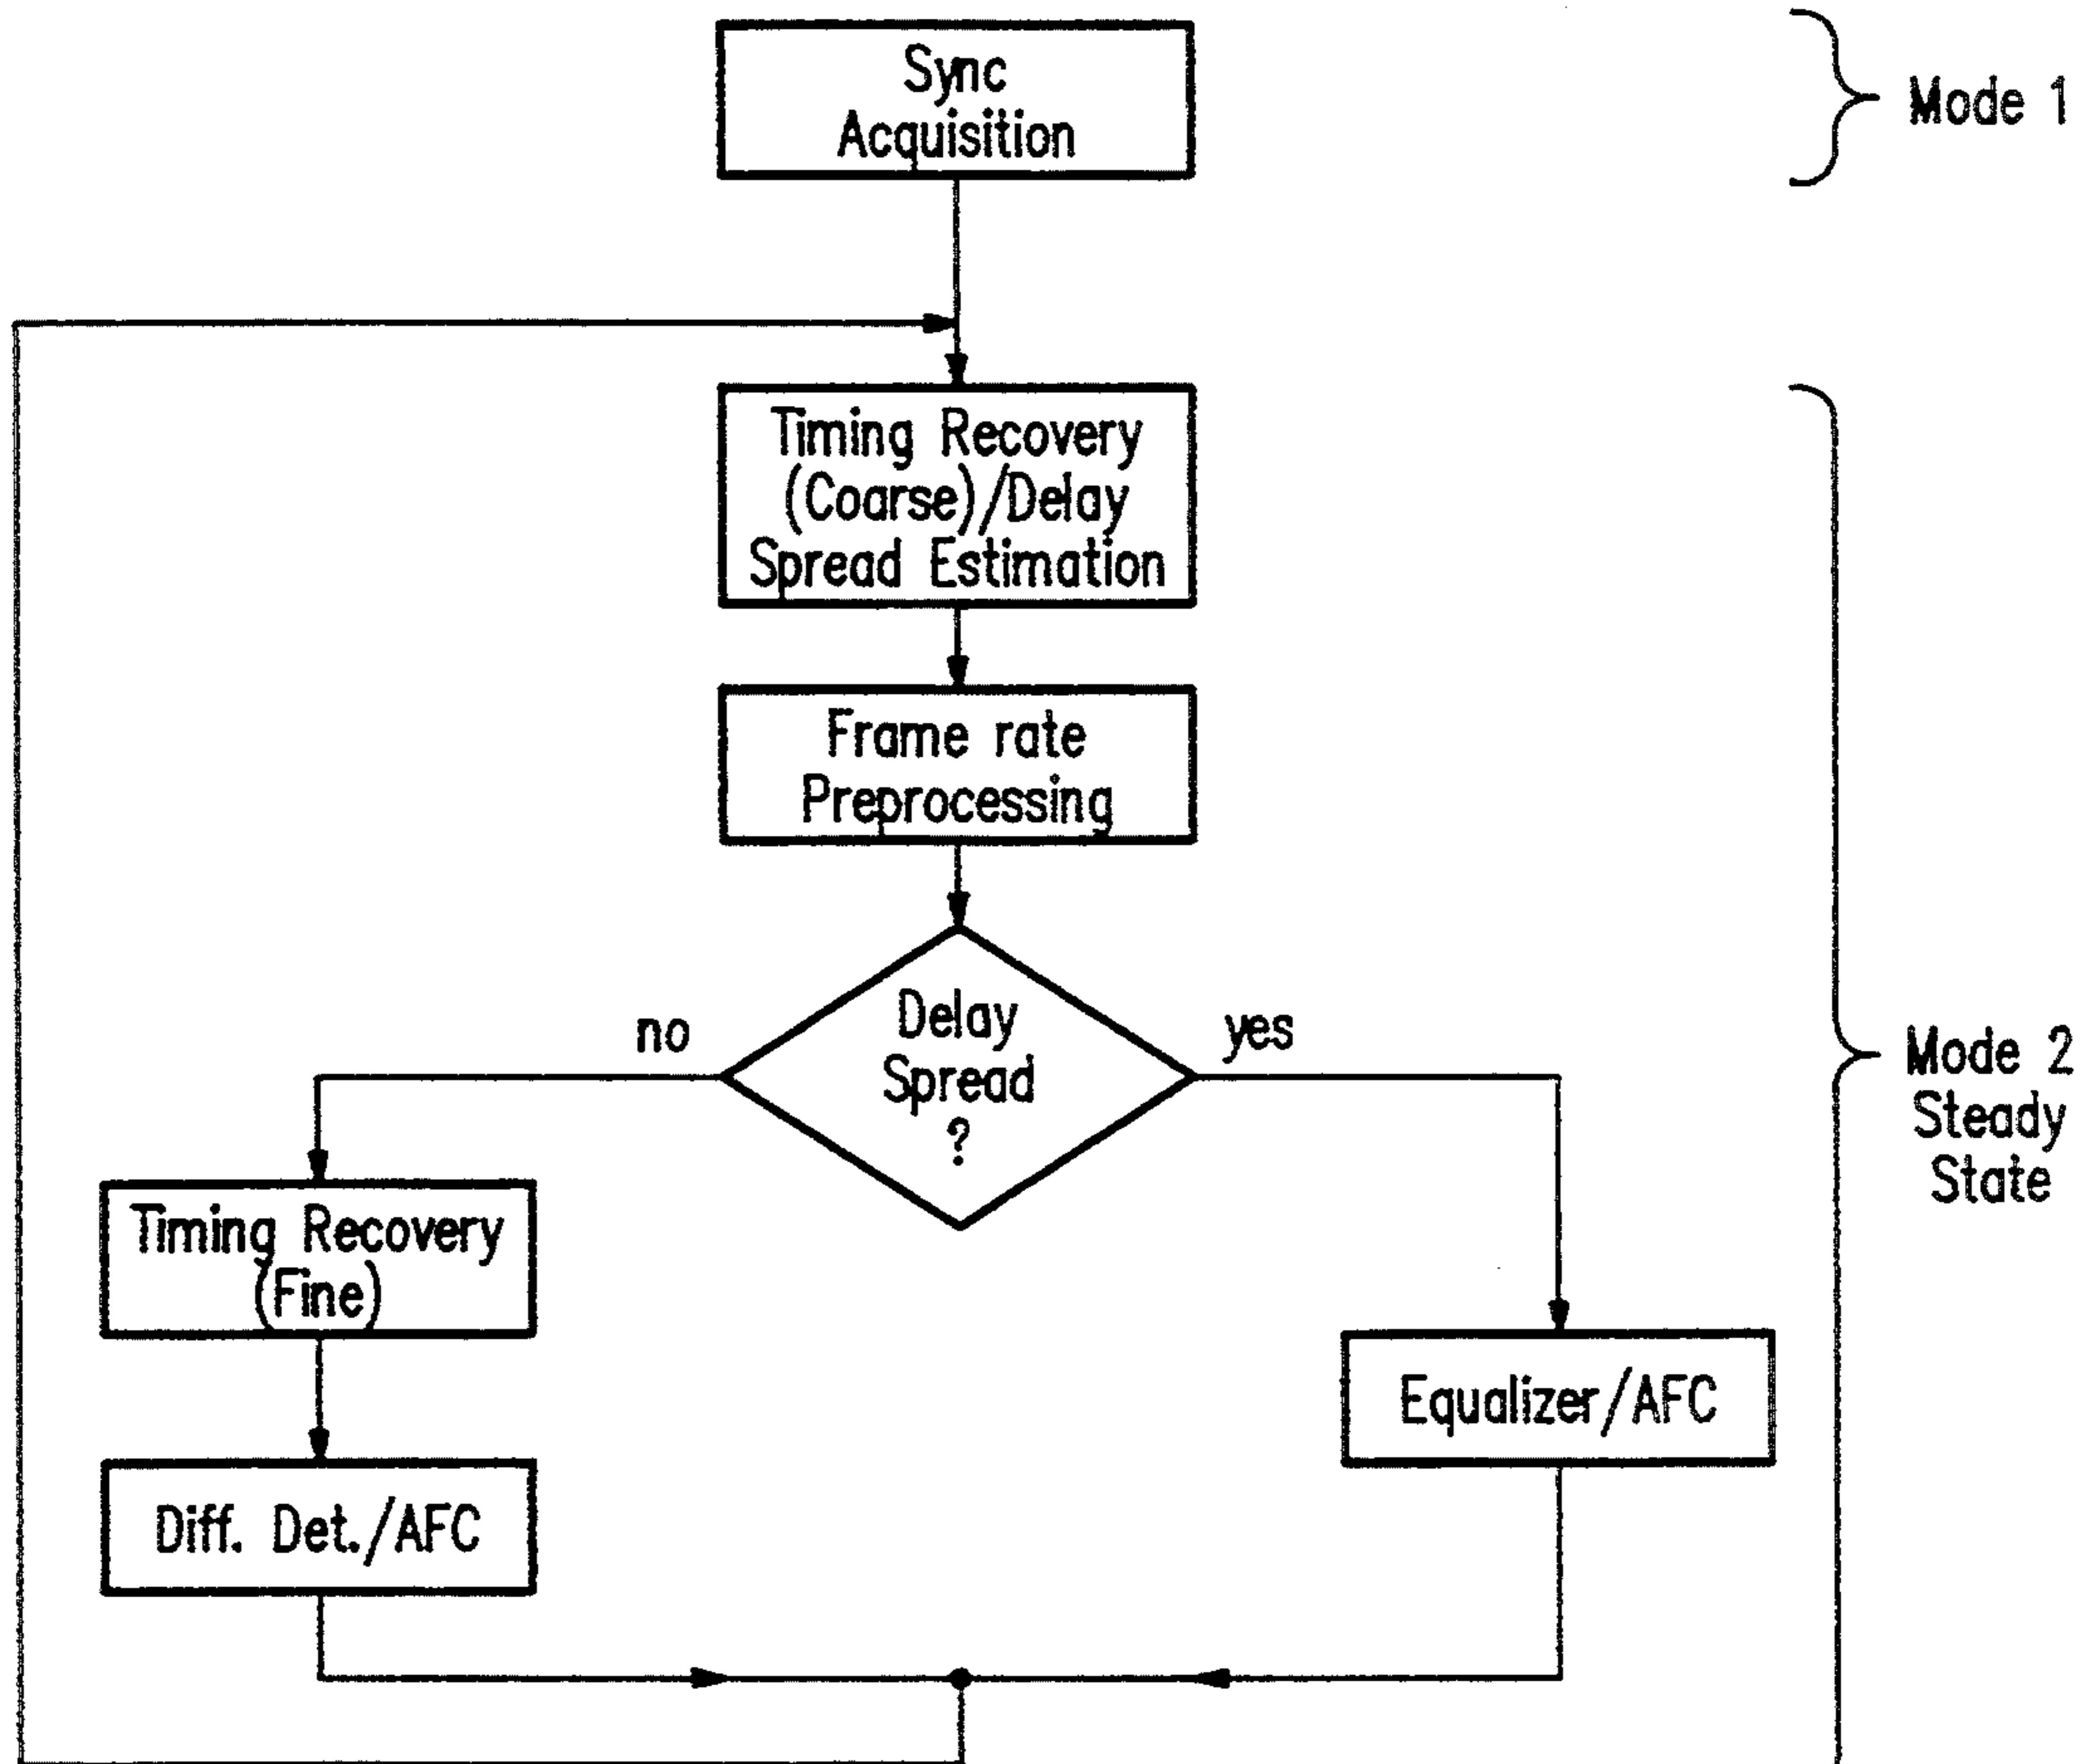 Sync
Acquisition
Mode 1
Timing Recovery
(Coarse)/Delay
Spread Estimation
Frame rate
Preprocessing
Delay
Spread
?
no
yes
Mode 2
Steady
State
Timing Recovery
(Fine)
Equalizer/AFC
Diff. Det./AFC